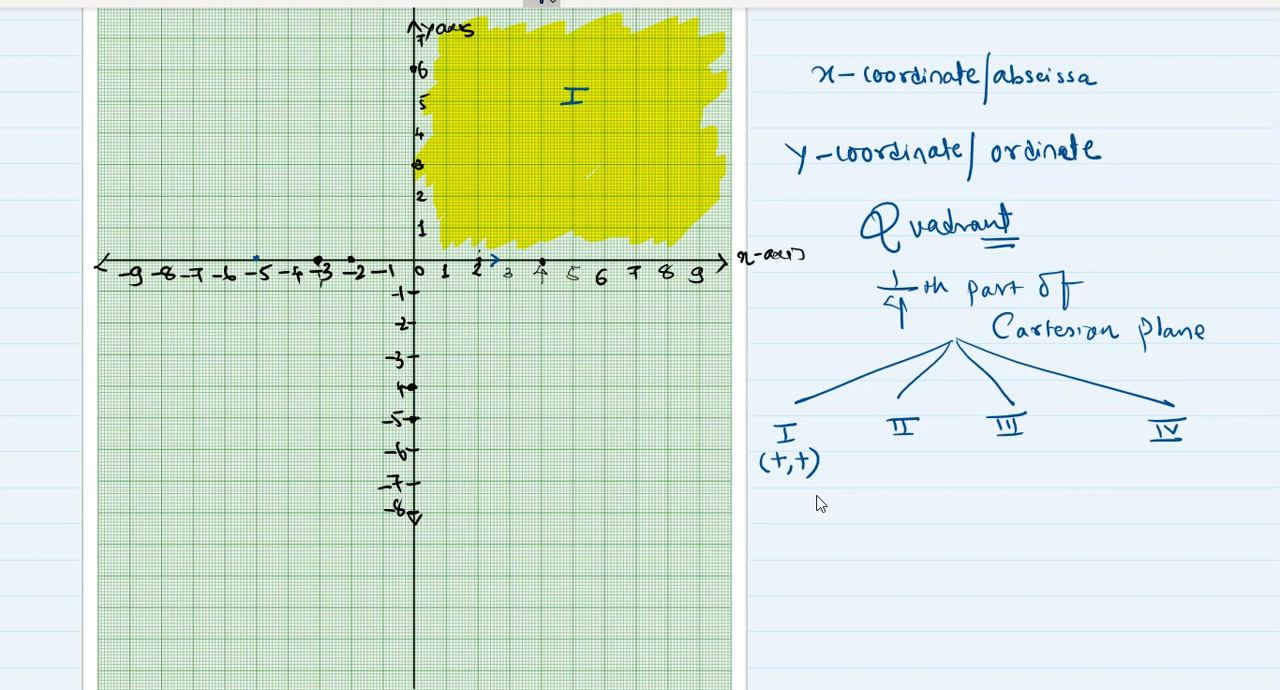 y axis
7
6
5
I
4
3
2
1
-9 -8 -7 -6 -5 -4 -3 -2 -1 0 1 2 3 4 5 6 7 8 9 x-axis
-1
-2
-3
-5
-6
-7
-8
x-coordinate/abscissa
y-coordinate/ordinate
Quadrant
1/4 th part of
Cartesion plane
I II III IV
(+,+)